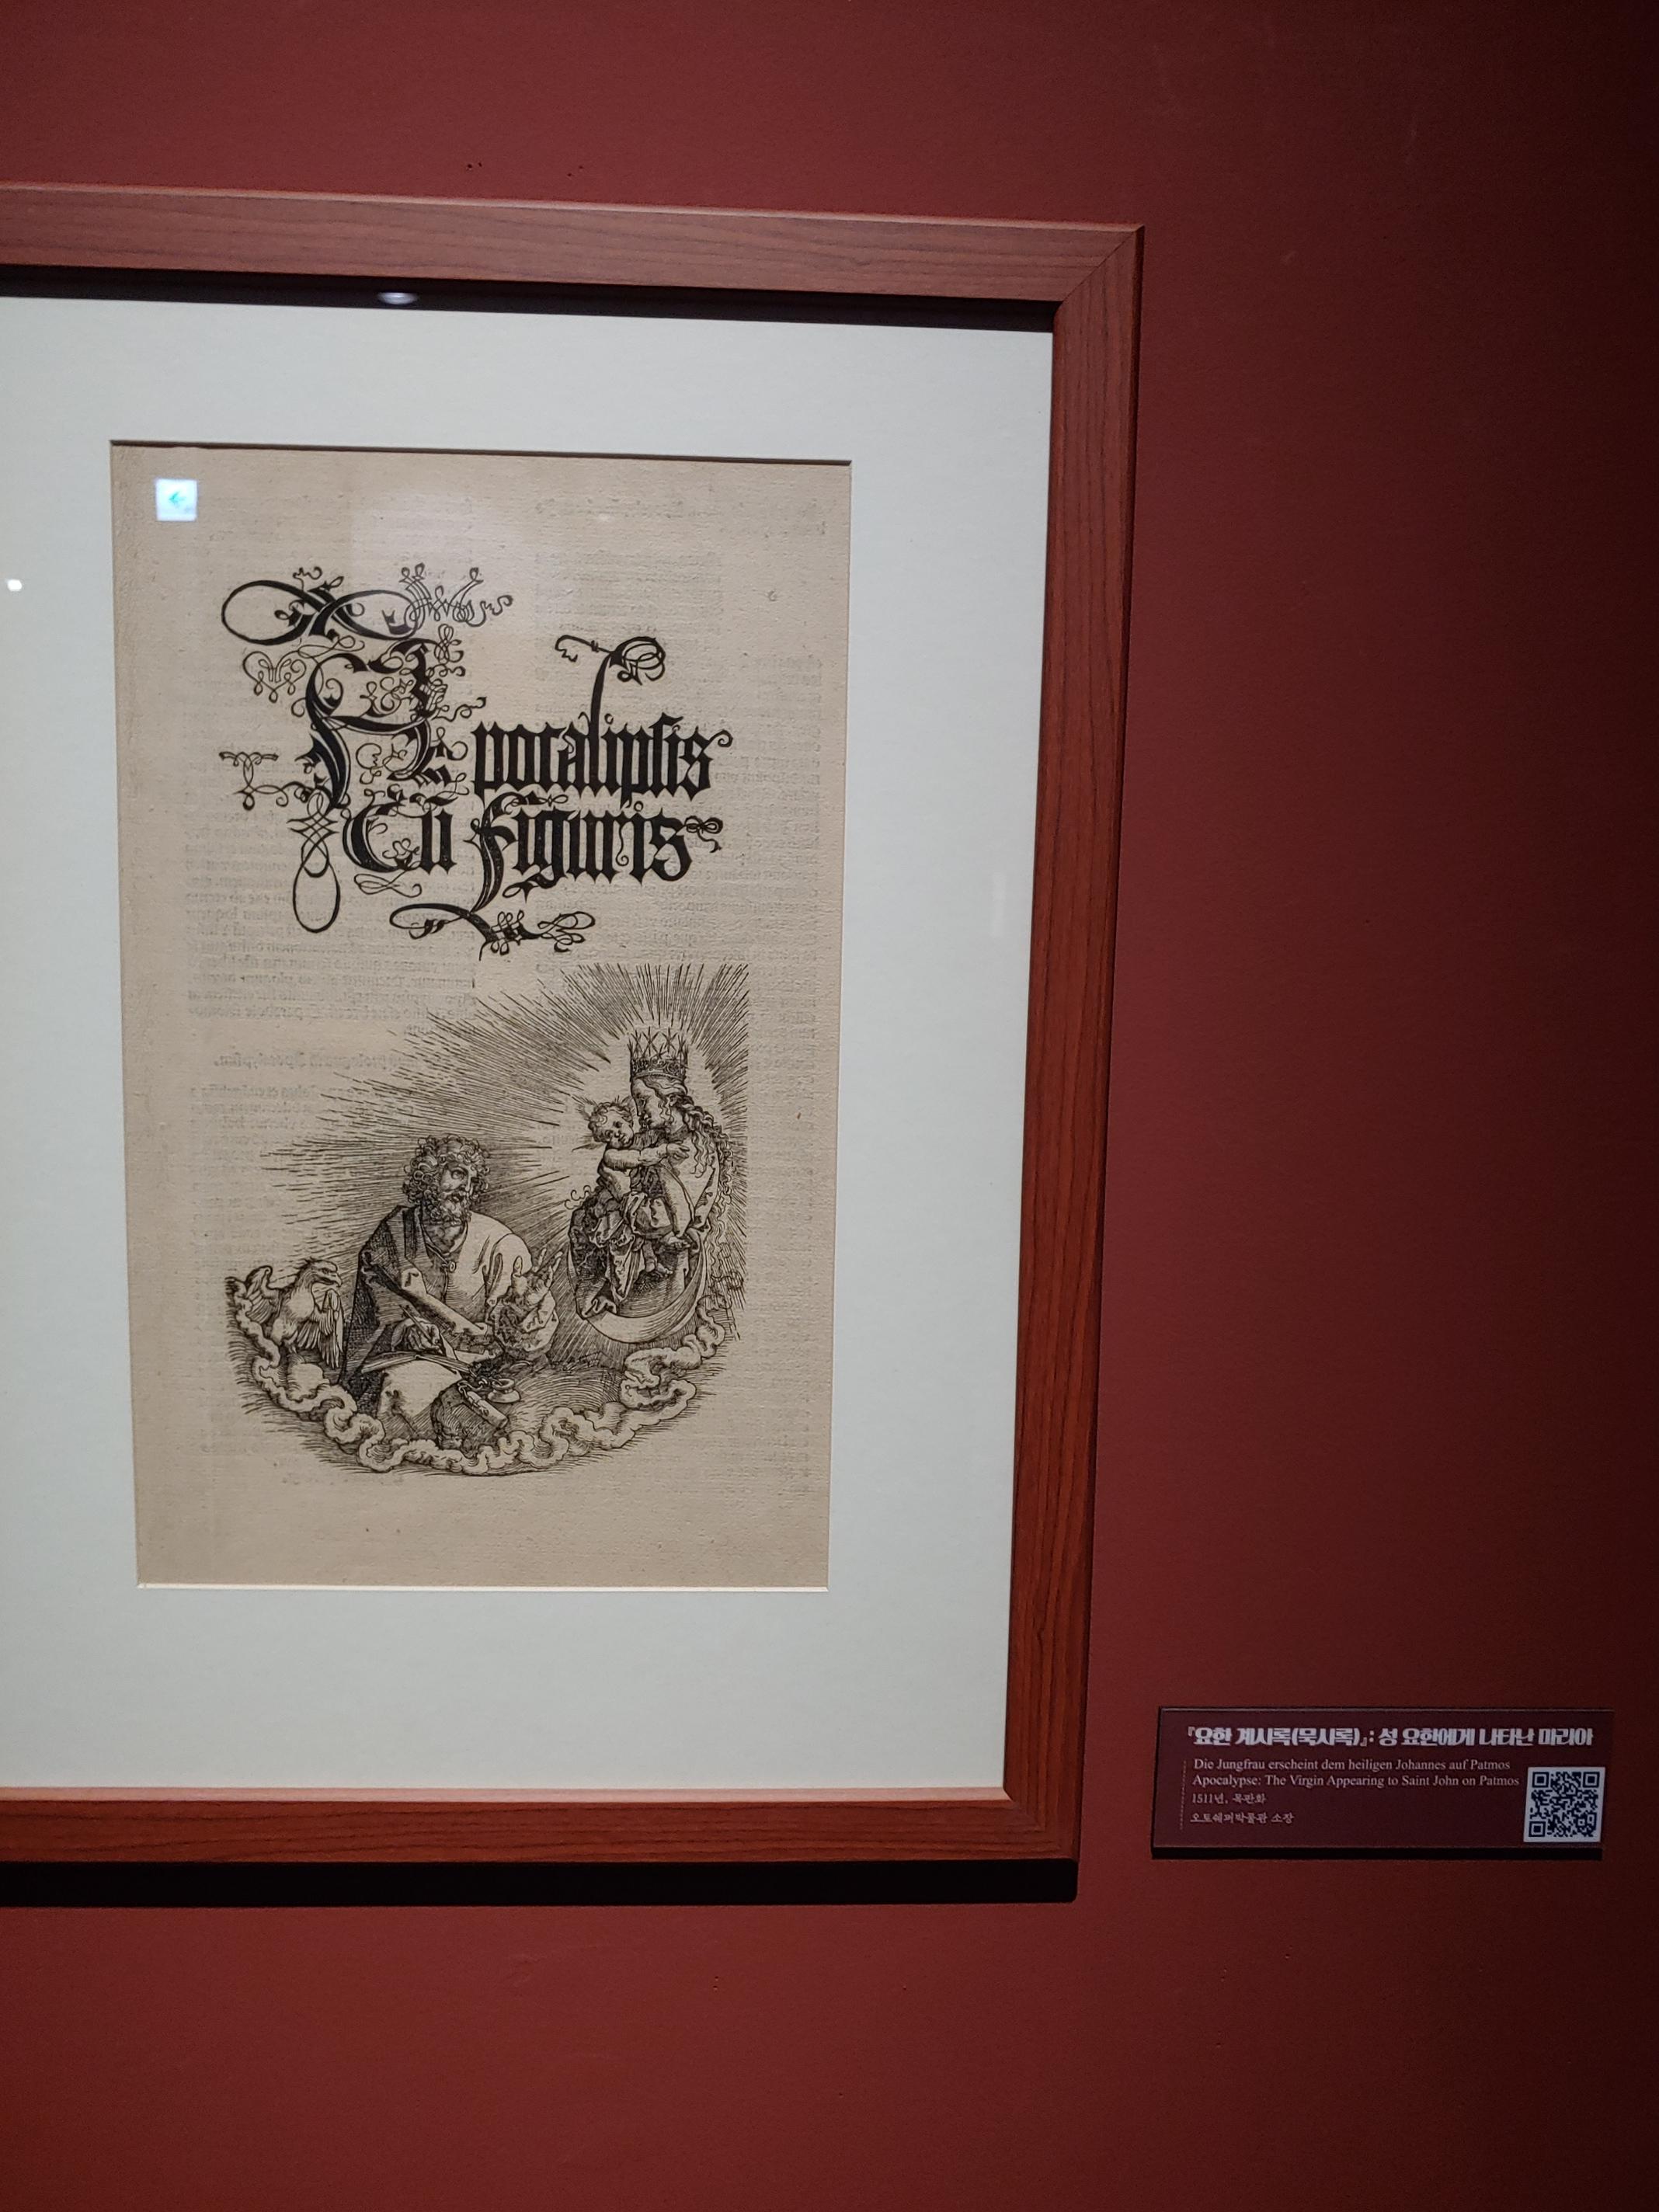 Apocalipsis
Cū figuris
『요한 계시록(묵시록)』: 성 요한에게 나타난 마리아
Die Jungfrau erscheint dem heiligen Johannes auf Patmos
Apocalypse: The Virgin Appearing to Saint John on Patmos
1511년, 목판화
오토쉐퍼박물관 소장